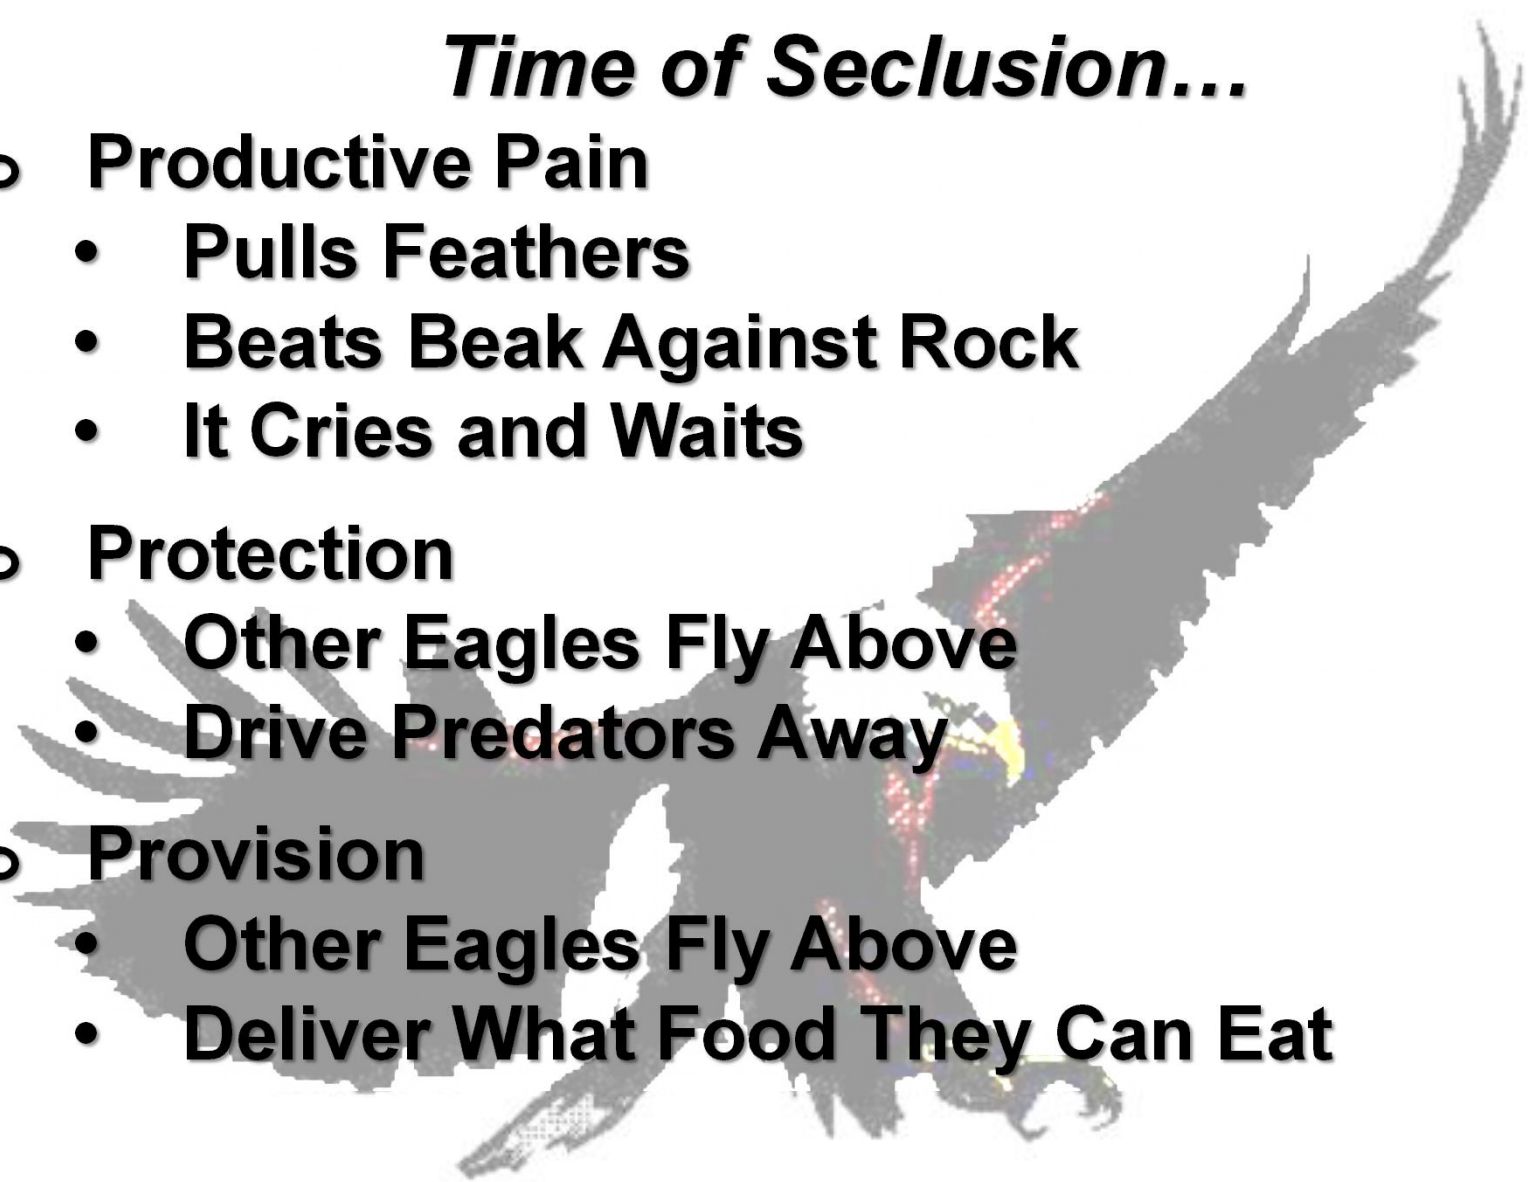 Time of Seclusion…
o Productive Pain
• Pulls Feathers
• Beats Beak Against Rock
• It Cries and Waits
o Protection
• Other Eagles Fly Above
• Drive Predators Away
o Provision
• Other Eagles Fly Above
• Deliver What Food They Can Eat